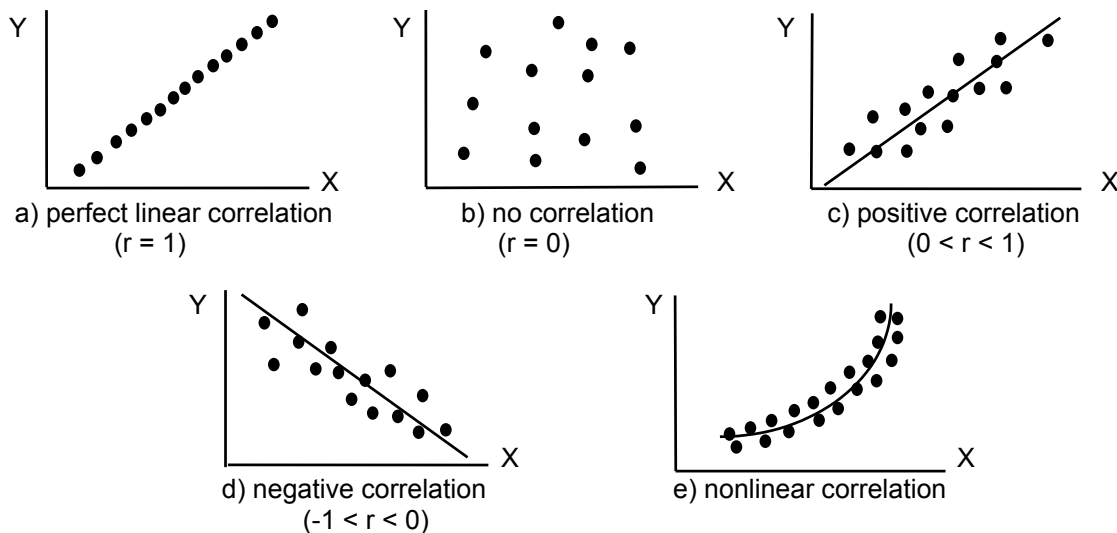 Y
X
a) perfect linear correlation
(r = 1)
Y
X
b) no correlation
(r = 0)
Y
X
c) positive correlation
(0 < r < 1)
Y
X
d) negative correlation
(-1 < r < 0)
Y
X
e) nonlinear correlation